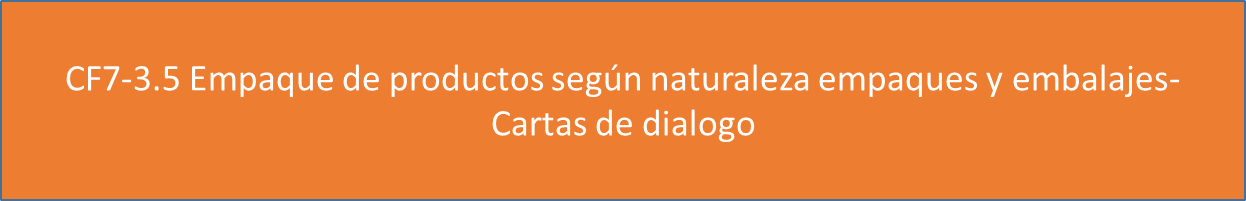 CF7-3.5 Empaque de productos según naturaleza empaques y embalajes-
Cartas de dialogo